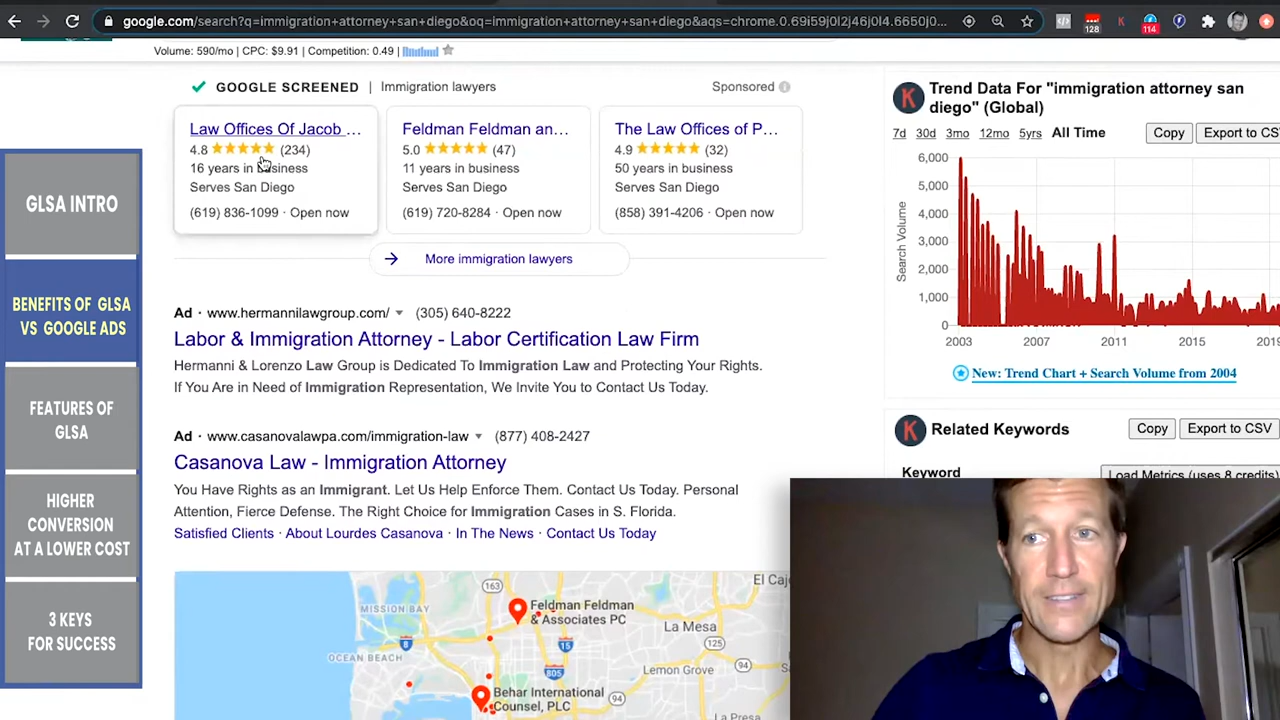 google.com/search?q=immigration+attorney+san+diego&oq=immigration+attorney+san+diego&aqs=chrome.0.69i59j0l2j46j0l4.6650j0...
128
K
114
Volume: 590/mo | CPC: $9.91 | Competition: 0.49 |
GOOGLE SCREENED | Immigration lawyers
Sponsored
Law Offices Of Jacob ...
4.8 (234)
16 years in business
Serves San Diego
(619) 836-1099 · Open now
Feldman Feldman an...
5.0 (47)
11 years in business
Serves San Diego
(619) 720-8284 · Open now
The Law Offices of P...
4.9 (32)
50 years in business
Serves San Diego
(858) 391-4206 · Open now
More immigration lawyers
Ad · www.hermannilawgroup.com/ (305) 640-8222
Labor & Immigration Attorney - Labor Certification Law Firm
Hermanni & Lorenzo Law Group is Dedicated To Immigration Law and Protecting Your Rights.
If You Are in Need of Immigration Representation, We Invite You to Contact Us Today.
Ad · www.casanovalawpa.com/immigration-law (877) 408-2427
Casanova Law - Immigration Attorney
You Have Rights as an Immigrant. Let Us Help Enforce Them. Contact Us Today. Personal
Attention, Fierce Defense. The Right Choice for Immigration Cases in S. Florida.
Satisfied Clients · About Lourdes Casanova · In The News · Contact Us Today
163
El Caj
MISSION BAY
Feldman Feldman
& Associates PC
La Mesa
8
15
125
OCEAN BEACH
805
Lemon Grove
94
94
Behar International
Counsel, PLC
La Presa
K
Trend Data For "immigration attorney san
diego" (Global)
7d 30d 3mo 12mo 5yrs All Time
Copy
Export to CS
Search Volume
6,000
5,000
4,000
3,000
2,000
1,000
0
2003 2007 2011 2015 2019
New: Trend Chart + Search Volume from 2004
K
Related Keywords
Copy
Export to CSV
Keyword
Load Metrics (uses 8 credits)
GLSA INTRO
BENEFITS OF GLSA
VS GOOGLE ADS
FEATURES OF
GLSA
HIGHER
CONVERSION
AT A LOWER COST
3 KEYS
FOR SUCCESS